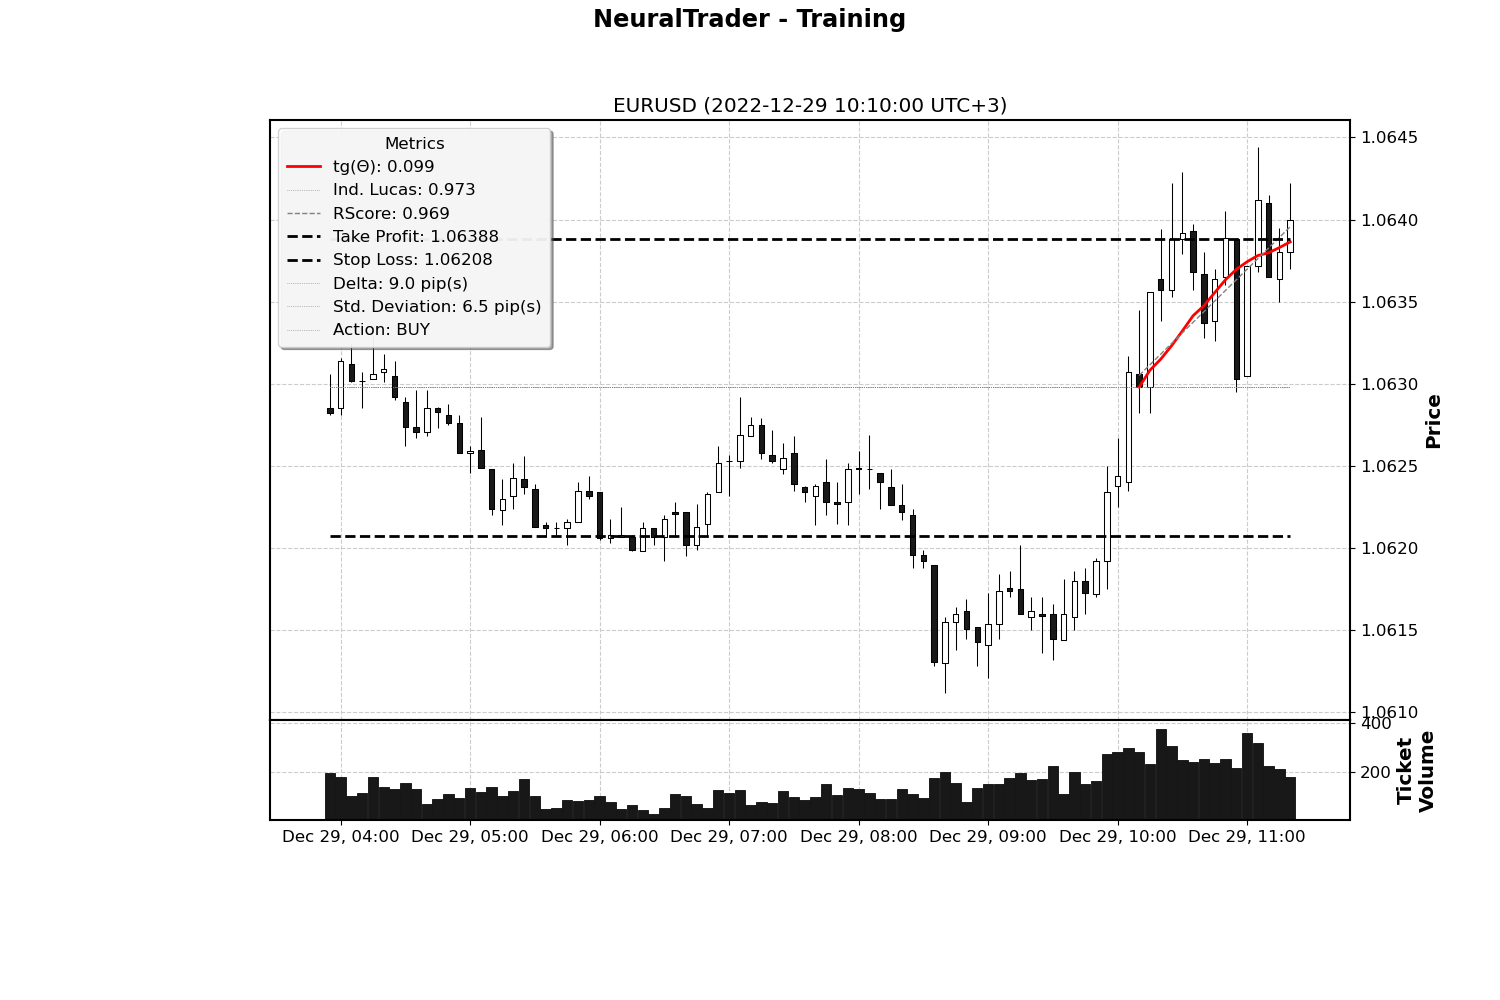 NeuralTrader - Training
EURUSD (2022-12-29 10:10:00 UTC+3)
Metrics
tg(Θ): 0.099
Ind. Lucas: 0.973
RScore: 0.969
Take Profit: 1.06388
Stop Loss: 1.06208
Delta: 9.0 pip(s)
Std. Deviation: 6.5 pip(s)
Action: BUY
1.0645
1.0640
1.0635
1.0630
1.0625
1.0620
1.0615
1.0610
Price
400
200
Ticket
Volume
Dec 29, 04:00 Dec 29, 05:00 Dec 29, 06:00 Dec 29, 07:00 Dec 29, 08:00 Dec 29, 09:00 Dec 29, 10:00 Dec 29, 11:00